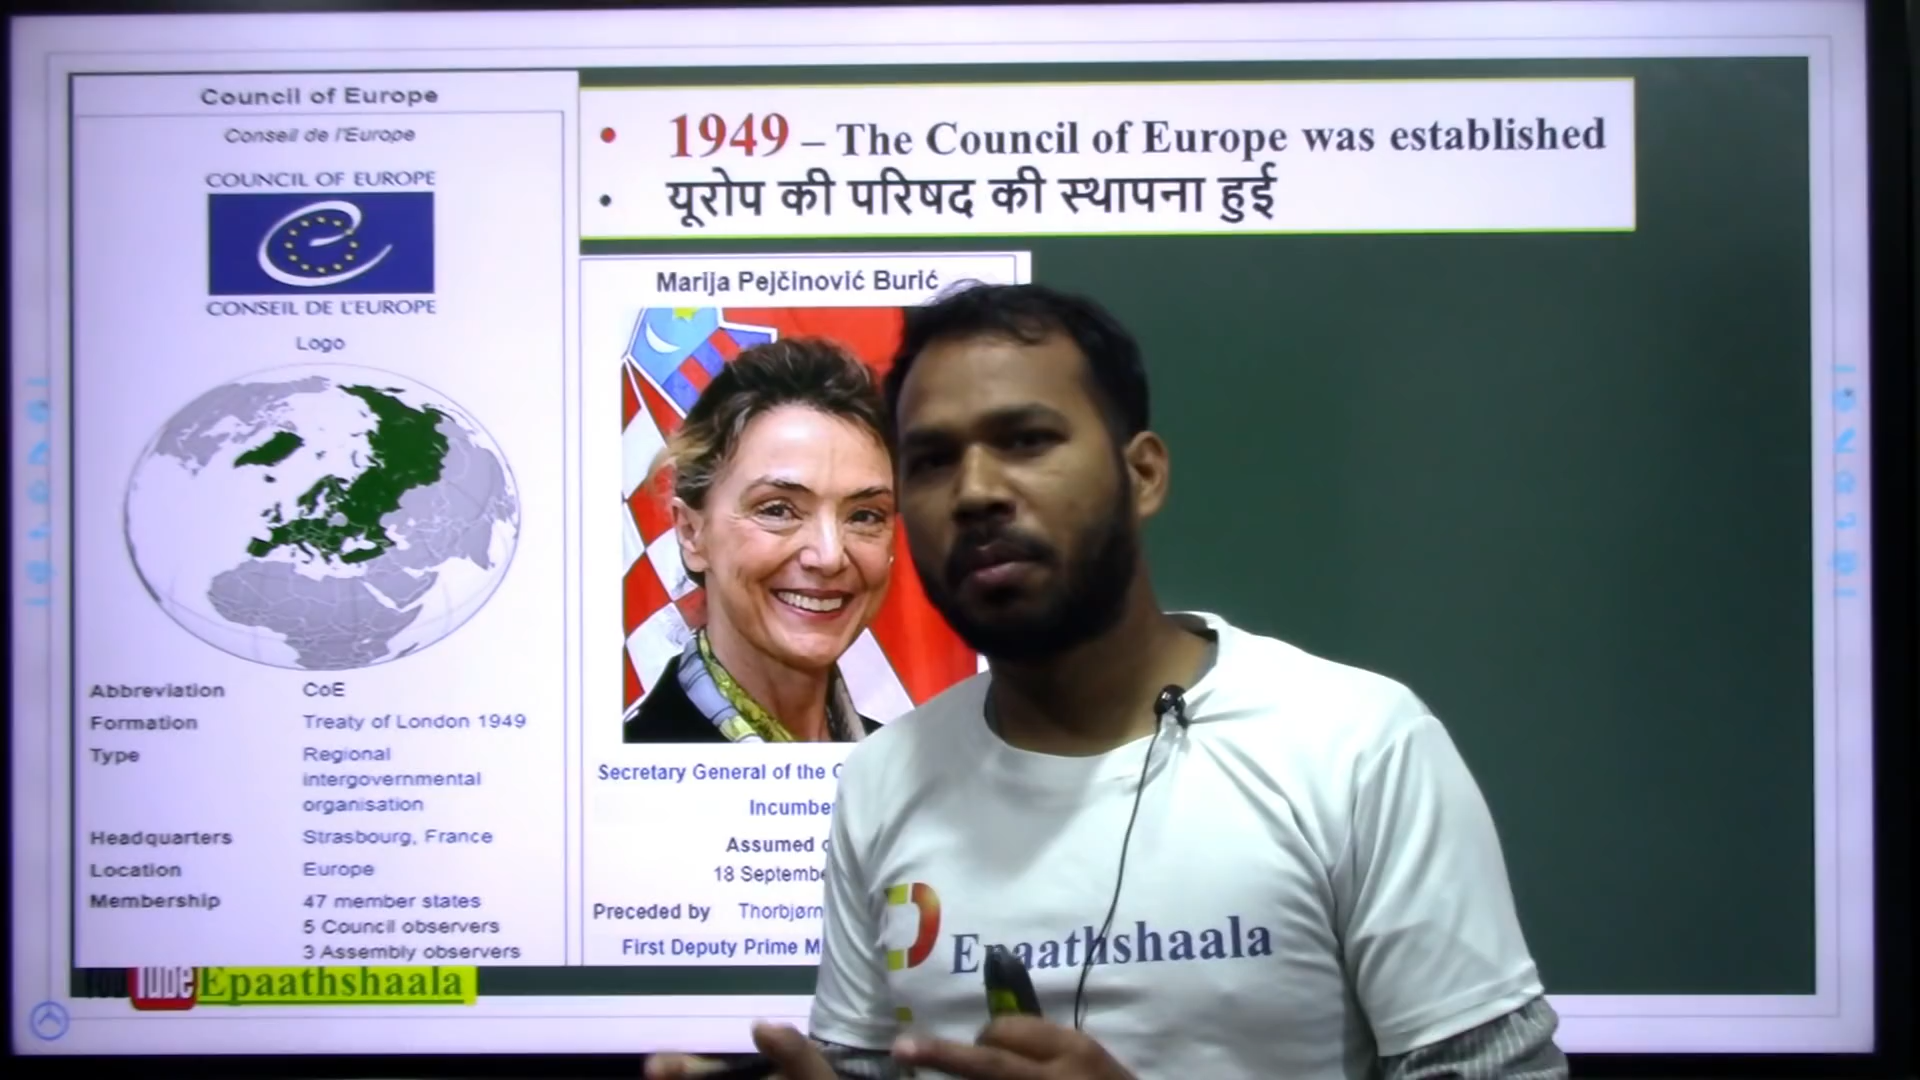 Council of Europe
Conseil de l'Europe
COUNCIL OF EUROPE
CONSEIL DE L'EUROPE
Logo
Abbreviation CoE
Formation Treaty of London 1949
Type Regional
intergovernmental
organisation
Headquarters Strasbourg, France
Location Europe
Membership 47 member states
5 Council observers
3 Assembly observers
Tube Epaathshaala
• 1949 – The Council of Europe was established
• यूरोप की परिषद की स्थापना हुई
Marija Pejčinović Burić
Secretary General of the
Assumed
18
Preceded by
First Deputy Prime
Epaathshaala